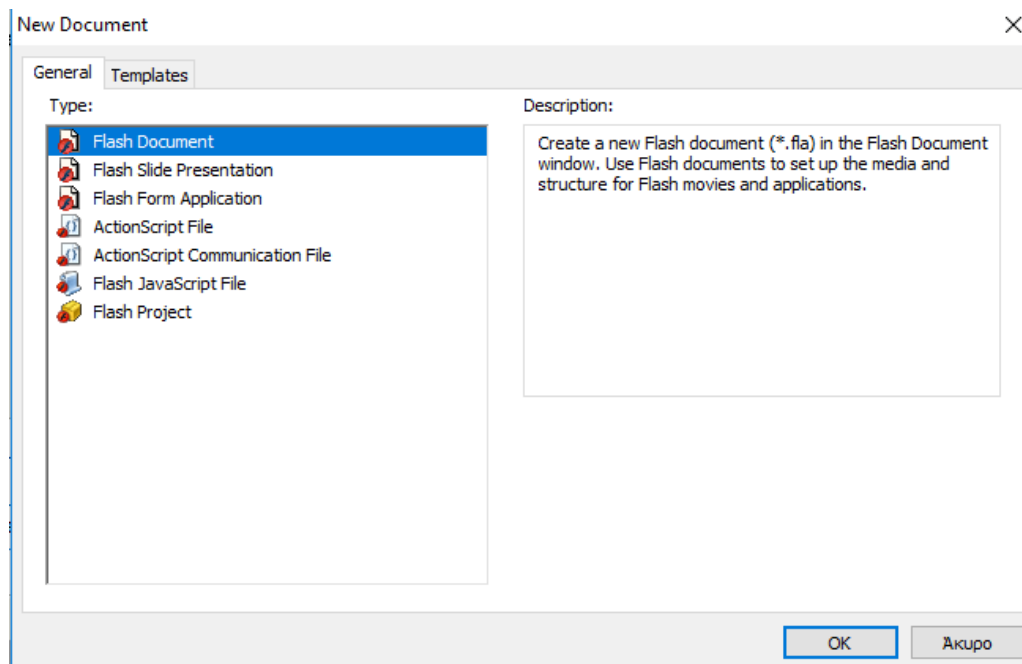 New Document
General
Templates
Type:
Flash Document
Flash Slide Presentation
Flash Form Application
ActionScript File
ActionScript Communication File
Flash JavaScript File
Flash Project
Description:
Create a new Flash document (*.fla) in the Flash Document
window. Use Flash documents to set up the media and
structure for Flash movies and applications.
OK
Άκυρο